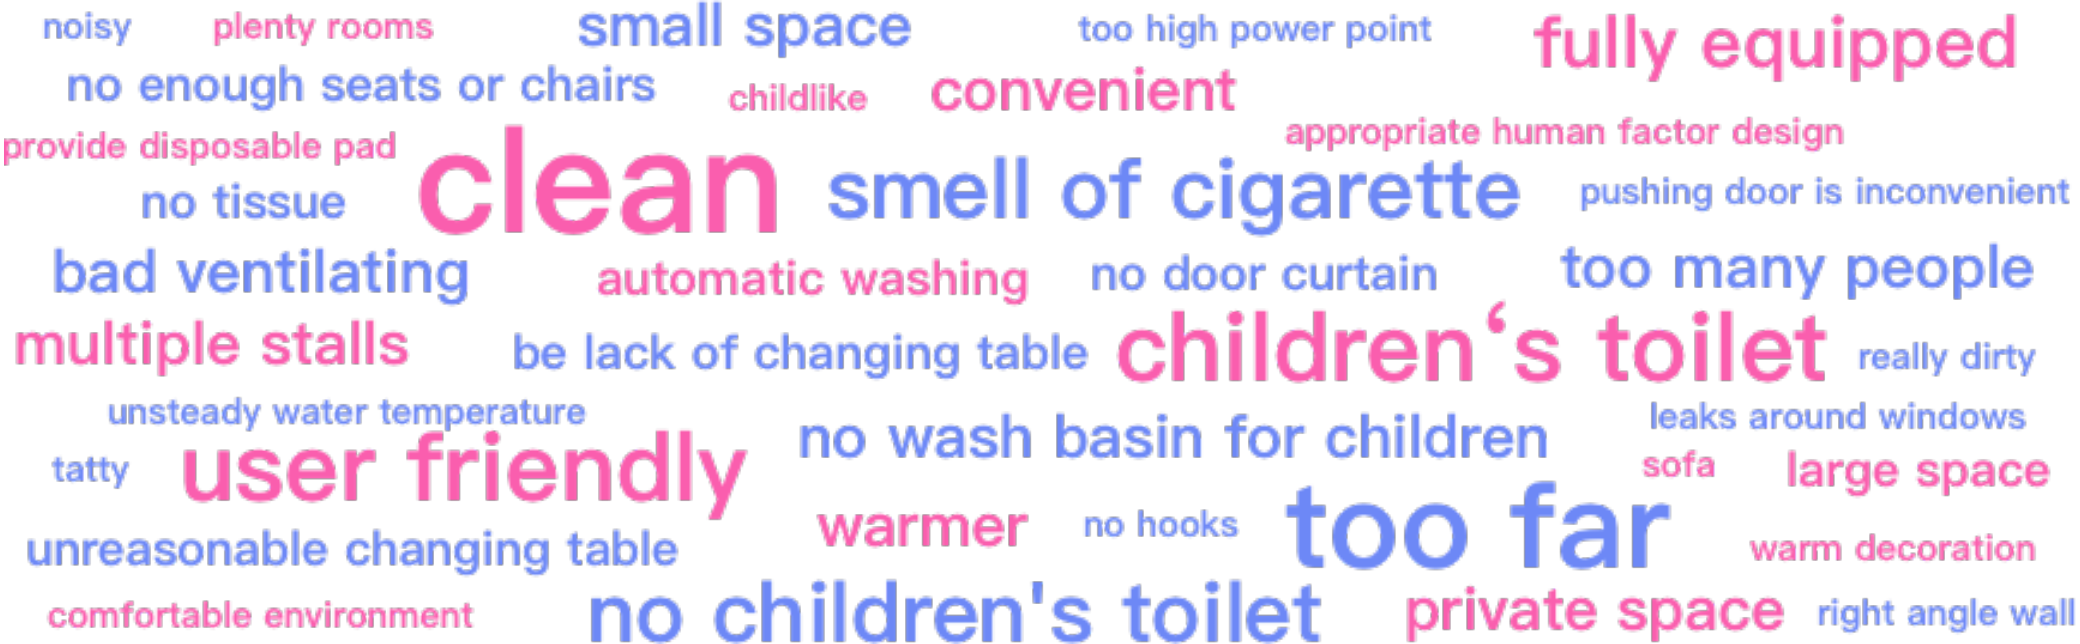 noisy
plenty rooms
small space
too high power point
fully equipped
no enough seats or chairs
childlike
convenient
provide disposable pad
appropriate human factor design
no tissue
clean
smell of cigarette
pushing door is inconvenient
bad ventilating
automatic washing
no door curtain
too many people
multiple stalls
be lack of changing table
children‘s toilet
really dirty
unsteady water temperature
no wash basin for children
leaks around windows
tatty
user friendly
sofa
large space
unreasonable changing table
warmer
no hooks
too far
warm decoration
comfortable environment
no children's toilet
private space
right angle wall